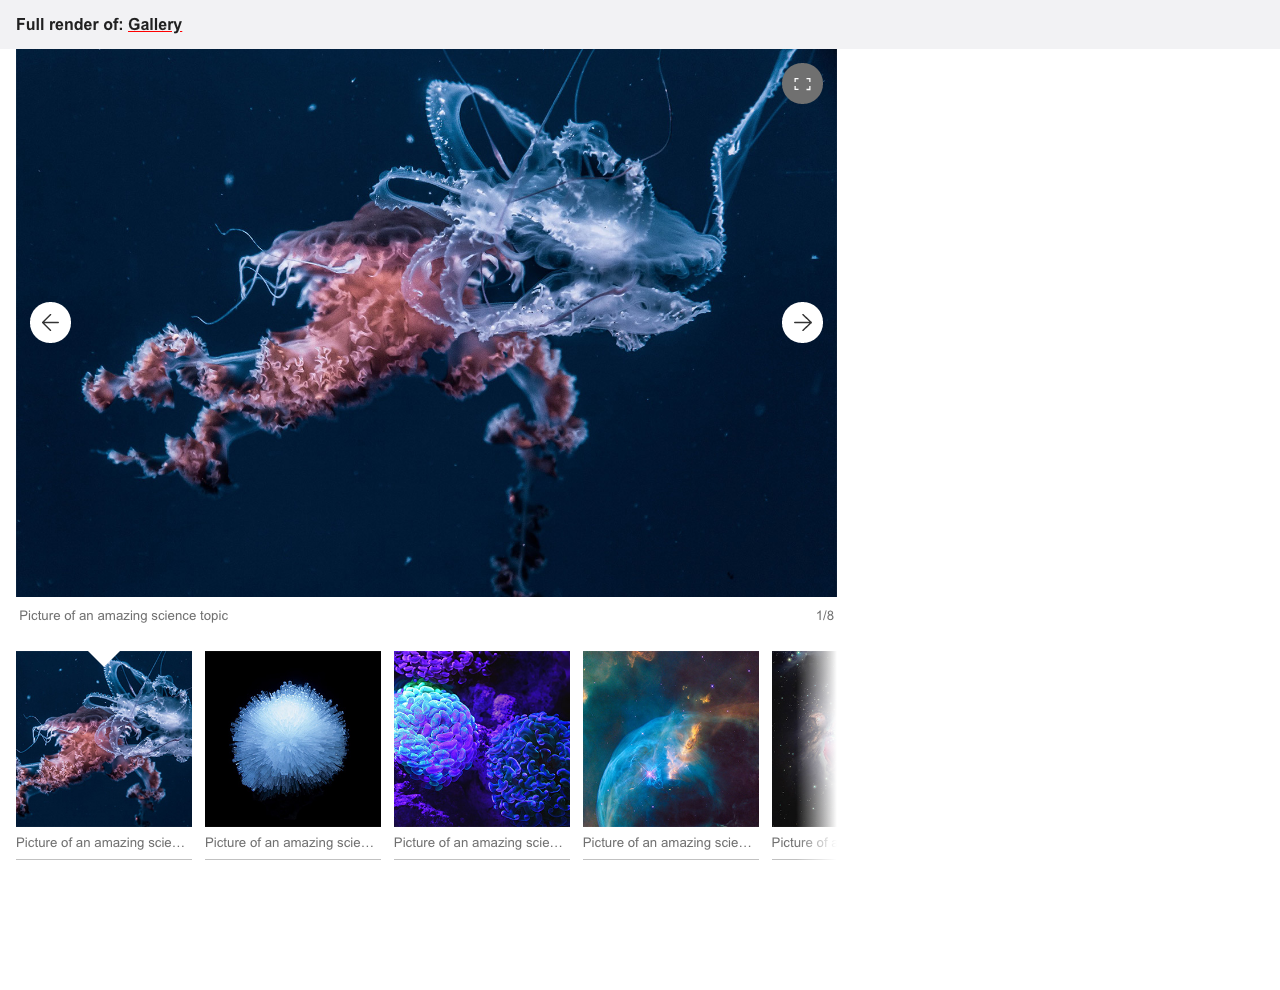 Full render of: Gallery
Picture of an amazing science topic
1/8
Picture of an amazing scie…
Picture of an amazing scie…
Picture of an amazing scie…
Picture of an amazing scie…
Picture of